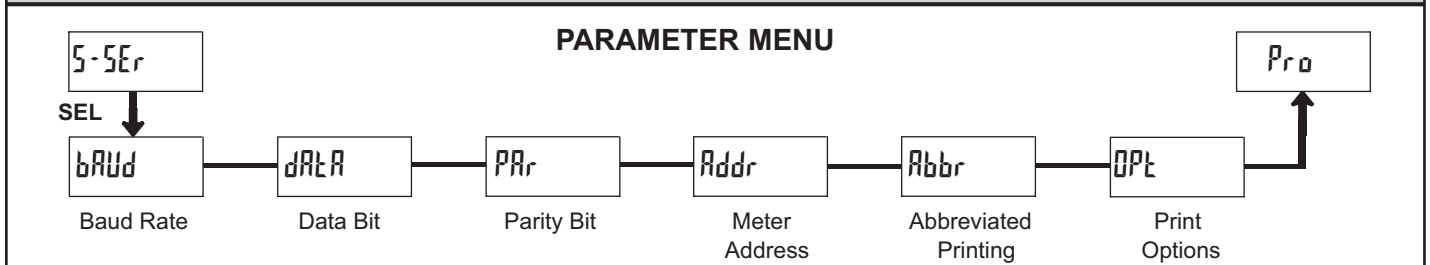 PARAMETER MENU
5-SEr
Pro
SEL
bAUd
dAtA
PAr
Addr
Abbr
OPt
Baud Rate
Data Bit
Parity Bit
Meter
Address
Abbreviated
Printing
Print
Options